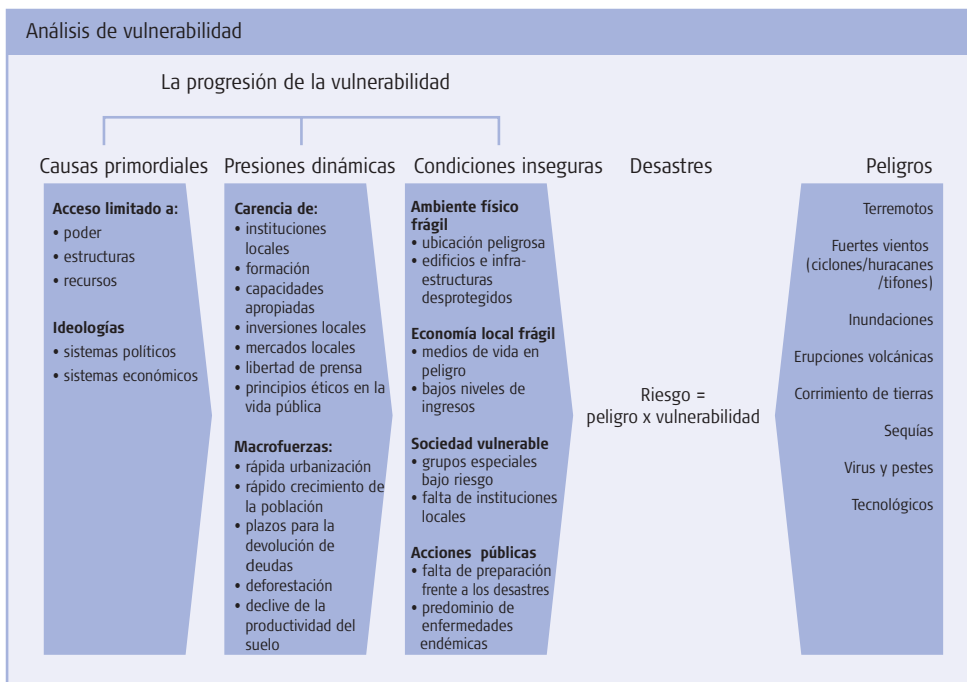 Análisis de vulnerabilidad
La progresión de la vulnerabilidad
Causas primordiales
Acceso limitado a:
• poder
• estructuras
• recursos
Ideologías
• sistemas políticos
• sistemas económicos
Presiones dinámicas
Carencia de:
• instituciones
locales
• formación
• capacidades
apropiadas
• inversiones locales
• mercados locales
• libertad de prensa
• principios éticos en la
vida pública
Macrofuerzas:
• rápida urbanización
• rápido crecimiento de
la población
• plazos para la
devolución de
deudas
• deforestación
• declive de la
productividad del
suelo
Condiciones inseguras
Ambiente físico
frágil
• ubicación peligrosa
• edificios e infra-
estructuras
desprotegidos
Economía local frágil
• medios de vida en
peligro
• bajos niveles de
ingresos
Sociedad vulnerable
• grupos especiales
bajo riesgo
• falta de instituciones
locales
Acciones públicas
• falta de preparación
frente a los desastres
• predominio de
enfermedades
endémicas
Desastres
Riesgo =
peligro x vulnerabilidad
Peligros
Terremotos
Fuertes vientos
(ciclones/huracanes
/tifones)
Inundaciones
Erupciones volcánicas
Corrimiento de tierras
Sequías
Virus y pestes
Tecnológicos